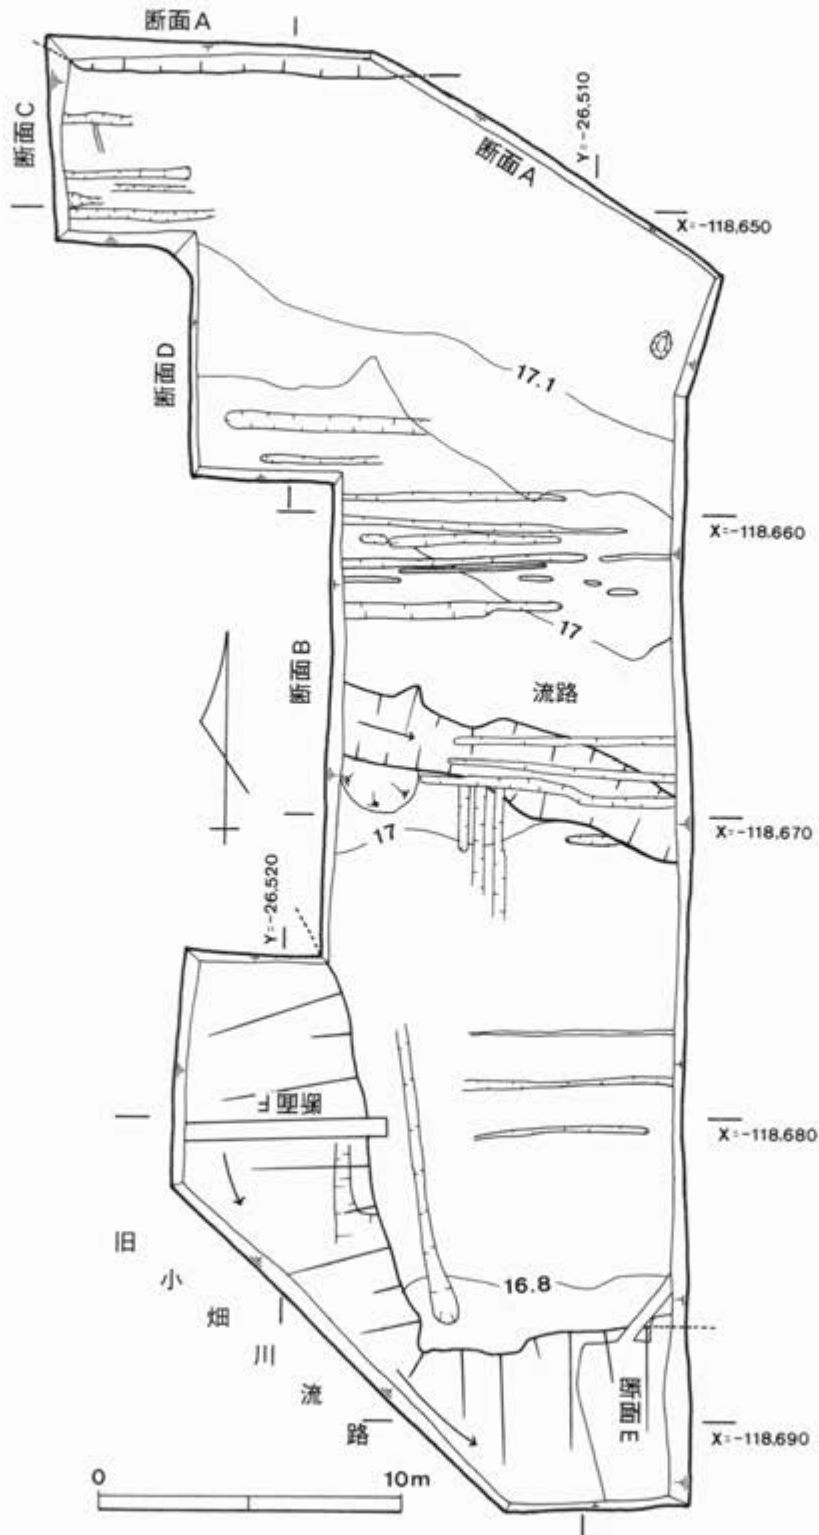 断面A
断面C
断面A
Y=-26,510
X=-118,650
17.1
断面D
X=-118,660
17
断面B
流路
17
X=-118,670
Y=-26,520
断面F
X=-118,680
旧小畑川流路
16.8
断面E
X=-118,690
0 10m